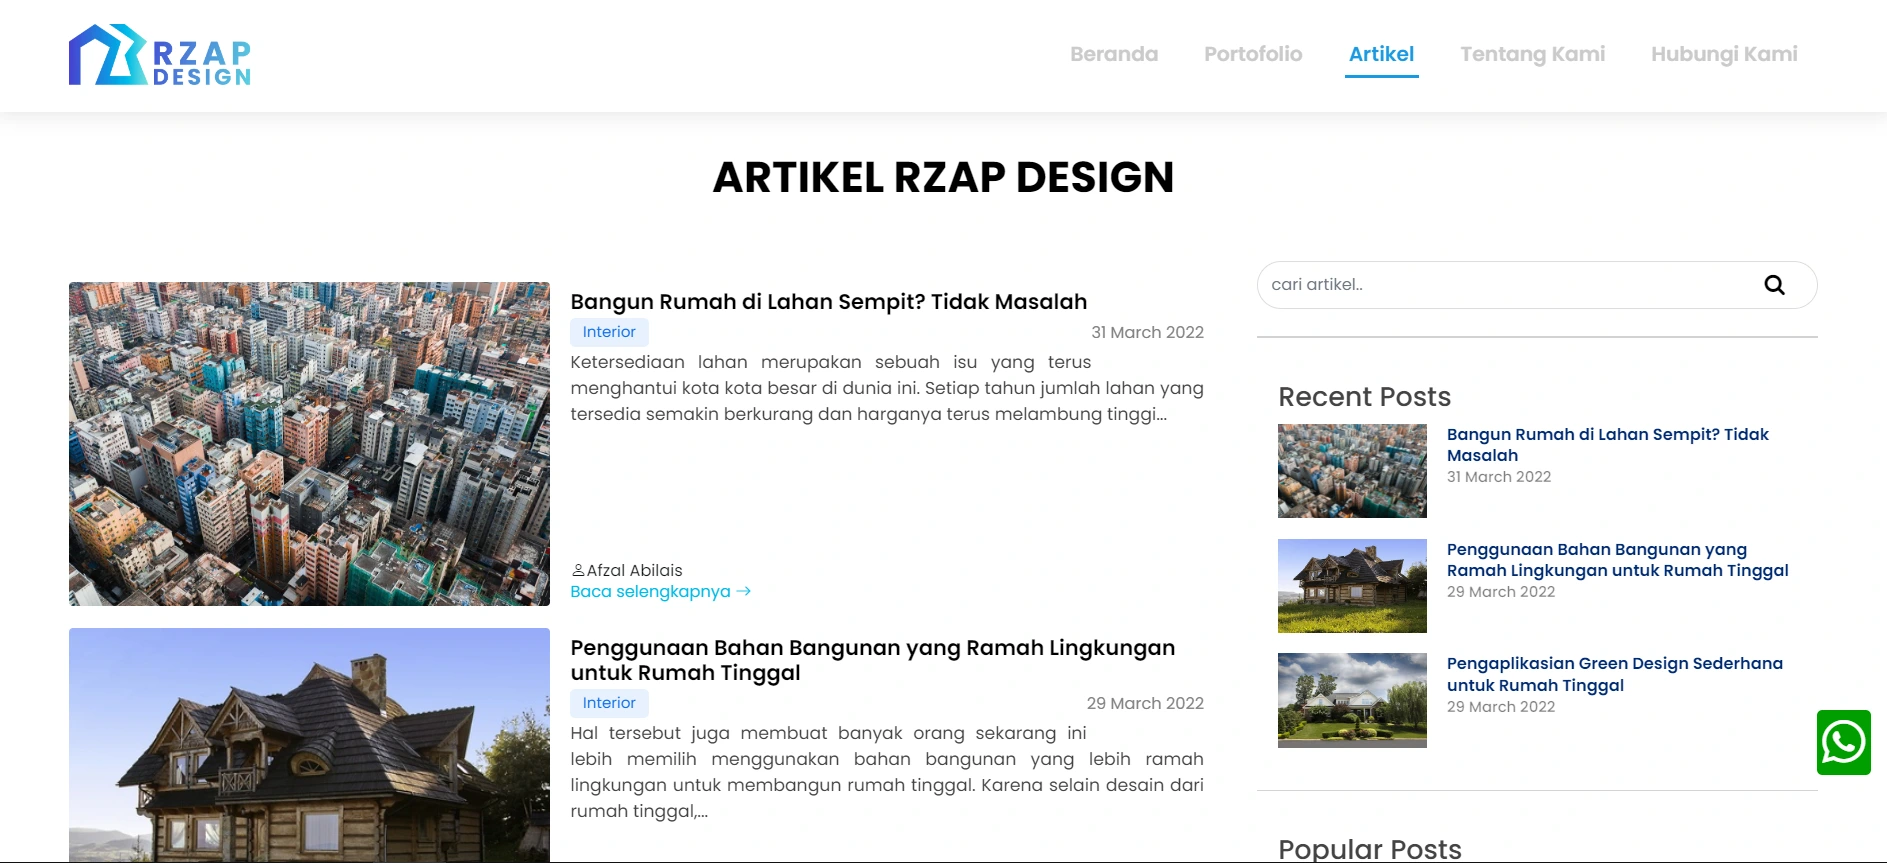 RZAP
DESIGN
Beranda
Portofolio
Artikel
Tentang Kami
Hubungi Kami
ARTIKEL RZAP DESIGN
Bangun Rumah di Lahan Sempit? Tidak Masalah
Interior
31 March 2022
Ketersediaan lahan merupakan sebuah isu yang terus
menghantui kota kota besar di dunia ini. Setiap tahun jumlah lahan yang
tersedia semakin berkurang dan harganya terus melambung tinggi...
Afzal Abilais
Baca selengkapnya →
Penggunaan Bahan Bangunan yang Ramah Lingkungan
untuk Rumah Tinggal
Interior
29 March 2022
Hal tersebut juga membuat banyak orang sekarang ini
lebih memilih menggunakan bahan bangunan yang lebih ramah
lingkungan untuk membangun rumah tinggal. Karena selain desain dari
rumah tinggal,...
cari artikel..
Recent Posts
Bangun Rumah di Lahan Sempit? Tidak
Masalah
31 March 2022
Penggunaan Bahan Bangunan yang
Ramah Lingkungan untuk Rumah Tinggal
29 March 2022
Pengaplikasian Green Design Sederhana
untuk Rumah Tinggal
29 March 2022
Popular Posts